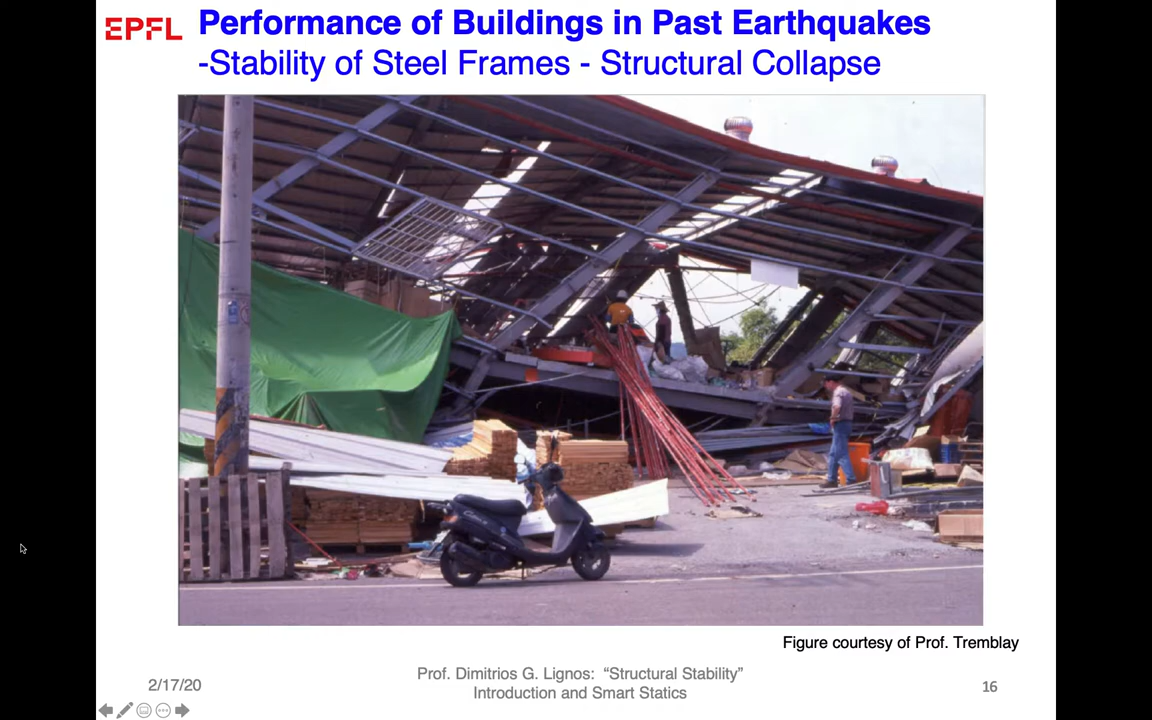 EPFL
Performance of Buildings in Past Earthquakes
-Stability of Steel Frames - Structural Collapse
Figure courtesy of Prof. Tremblay
2/17/20
Prof. Dimitrios G. Lignos: “Structural Stability”
Introduction and Smart Statics
16